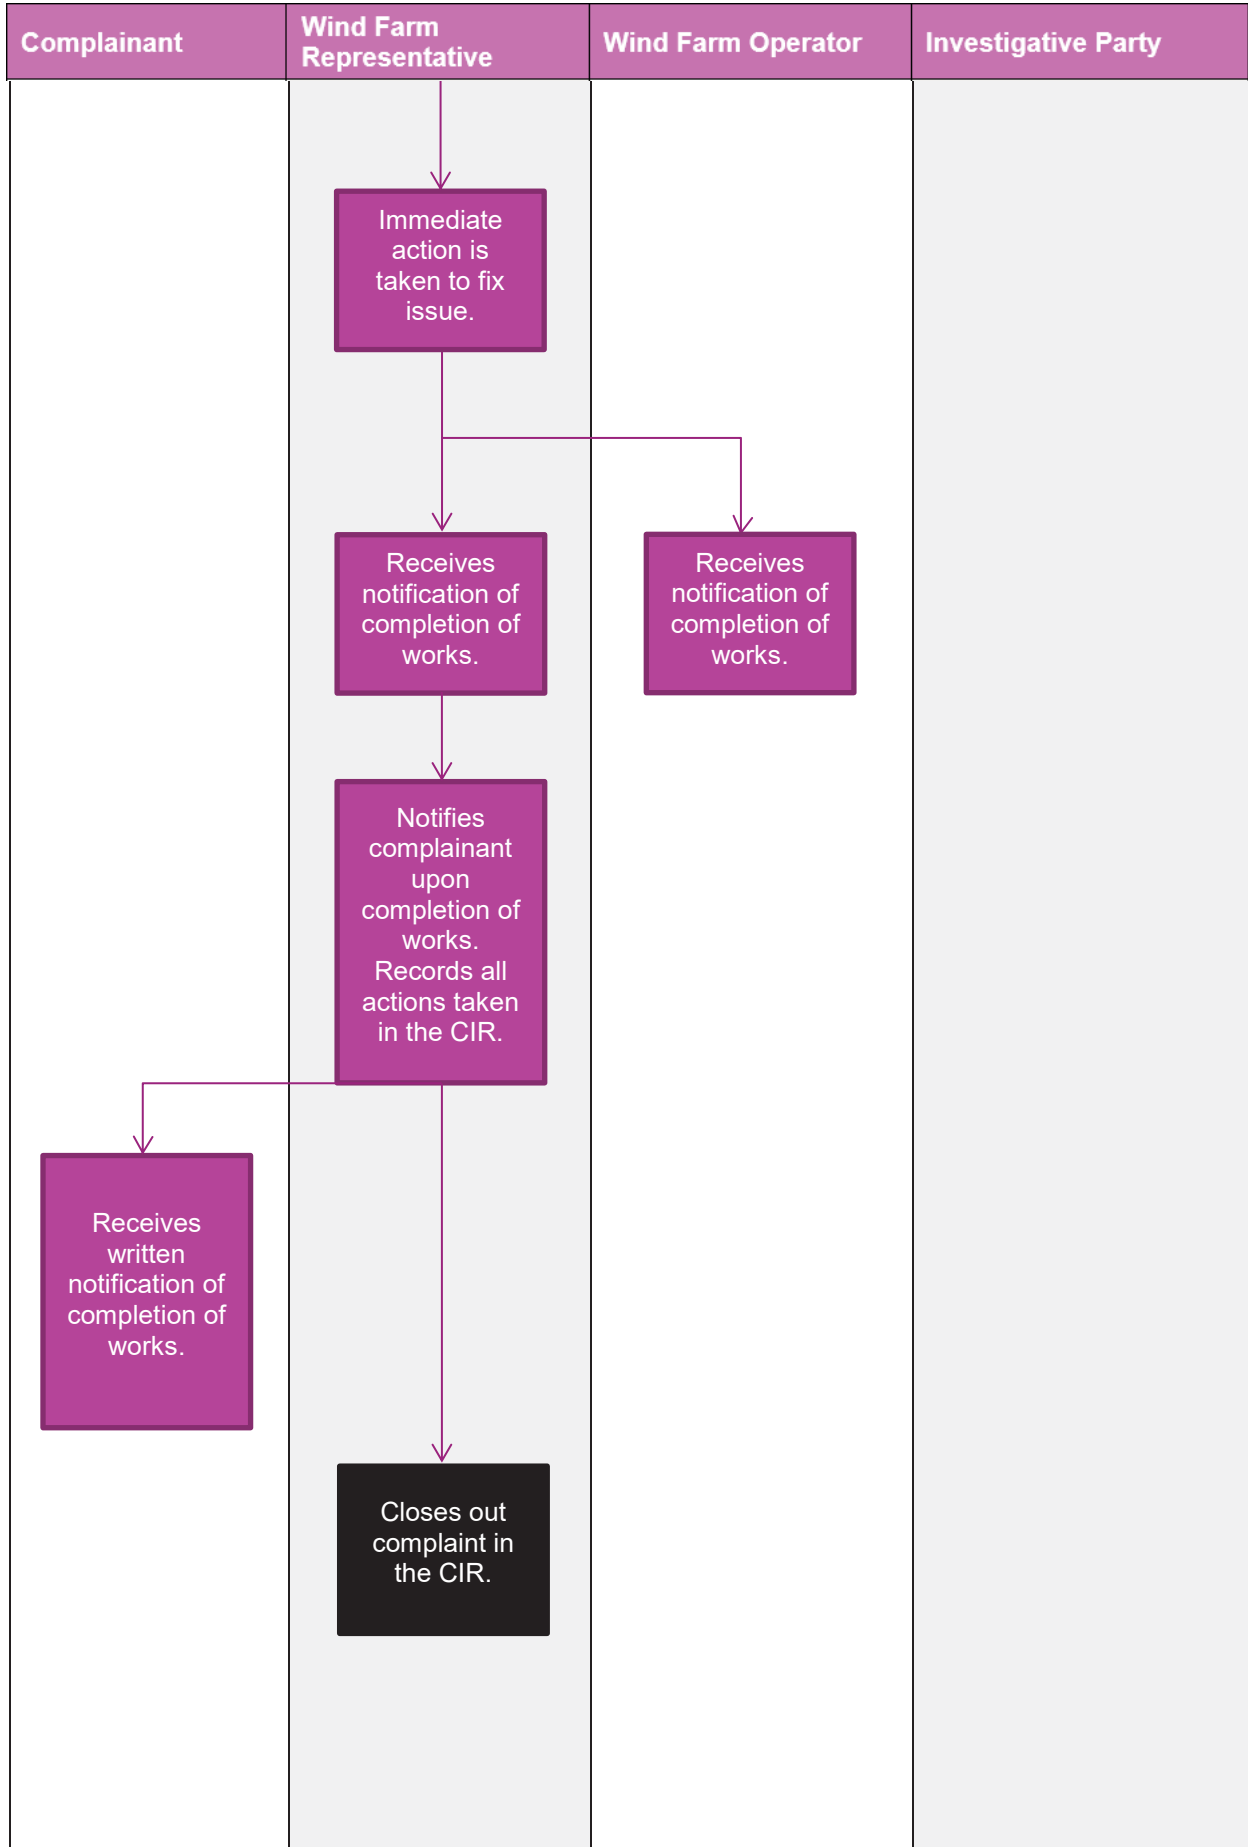 Complainant
Wind Farm
Representative
Wind Farm Operator
Investigative Party
Immediate
action is
taken to fix
issue.
Receives
notification of
completion of
works.
Receives
notification of
completion of
works.
Notifies
complainant
upon
completion of
works.
Records all
actions taken
in the CIR.
Receives
written
notification of
completion of
works.
Closes out
complaint in
the CIR.